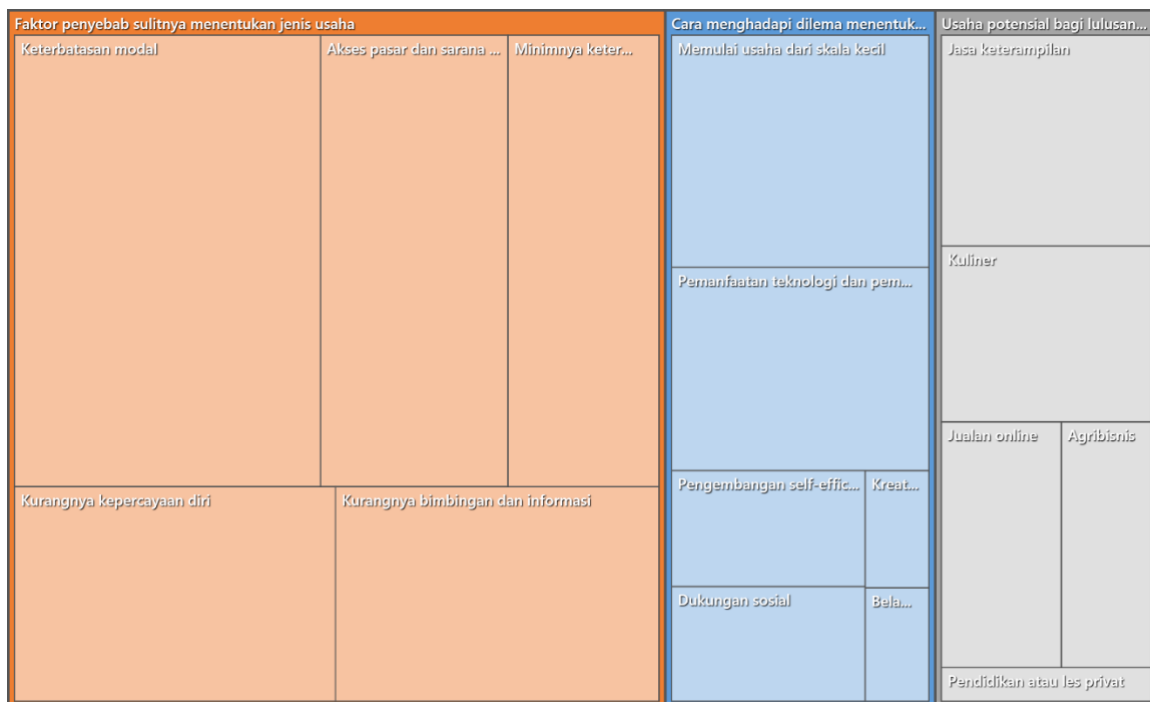 Faktor penyebab sulitnya menentukan jenis usaha
Keterbatasan modal
Akses pasar dan sarana ...
Minimnya keter...
Kurangnya kepercayaan diri
Kurangnya bimbingan dan informasi
Cara menghadapi dilema menentuk...
Memulai usaha dari skala kecil
Pemanfaatan teknologi dan pem...
Pengembangan self-effic...
Kreat...
Dukungan sosial
Bela...
Usaha potensial bagi lulusan...
Jasa keterampilan
Kuliner
Jualan online
Agribisnis
Pendidikan atau les privat